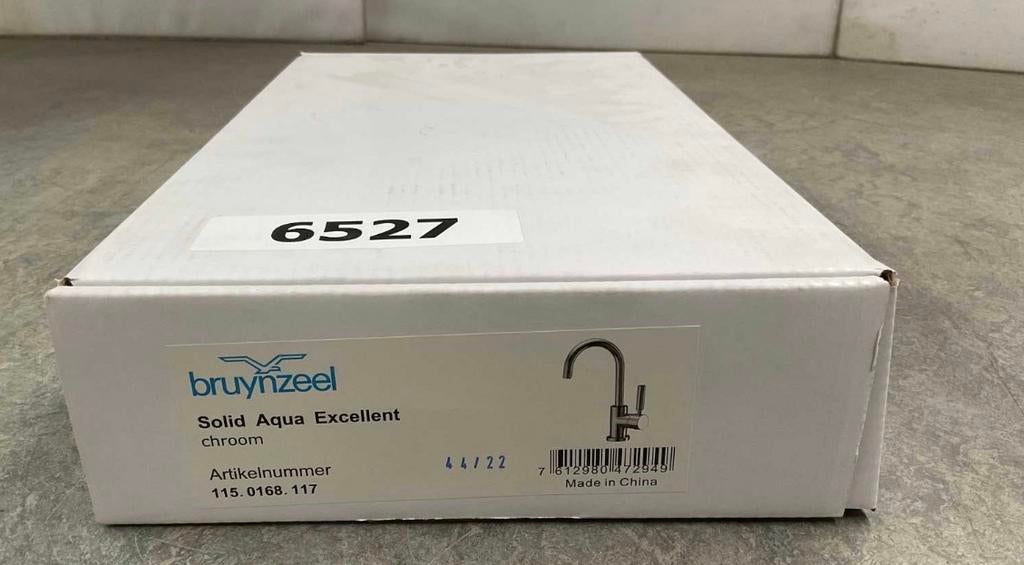 6527
bruynzeel
Solid Aqua Excellent
chroom
Artikelnummer
115.0168.117
44/22
7 612980 472949
Made in China